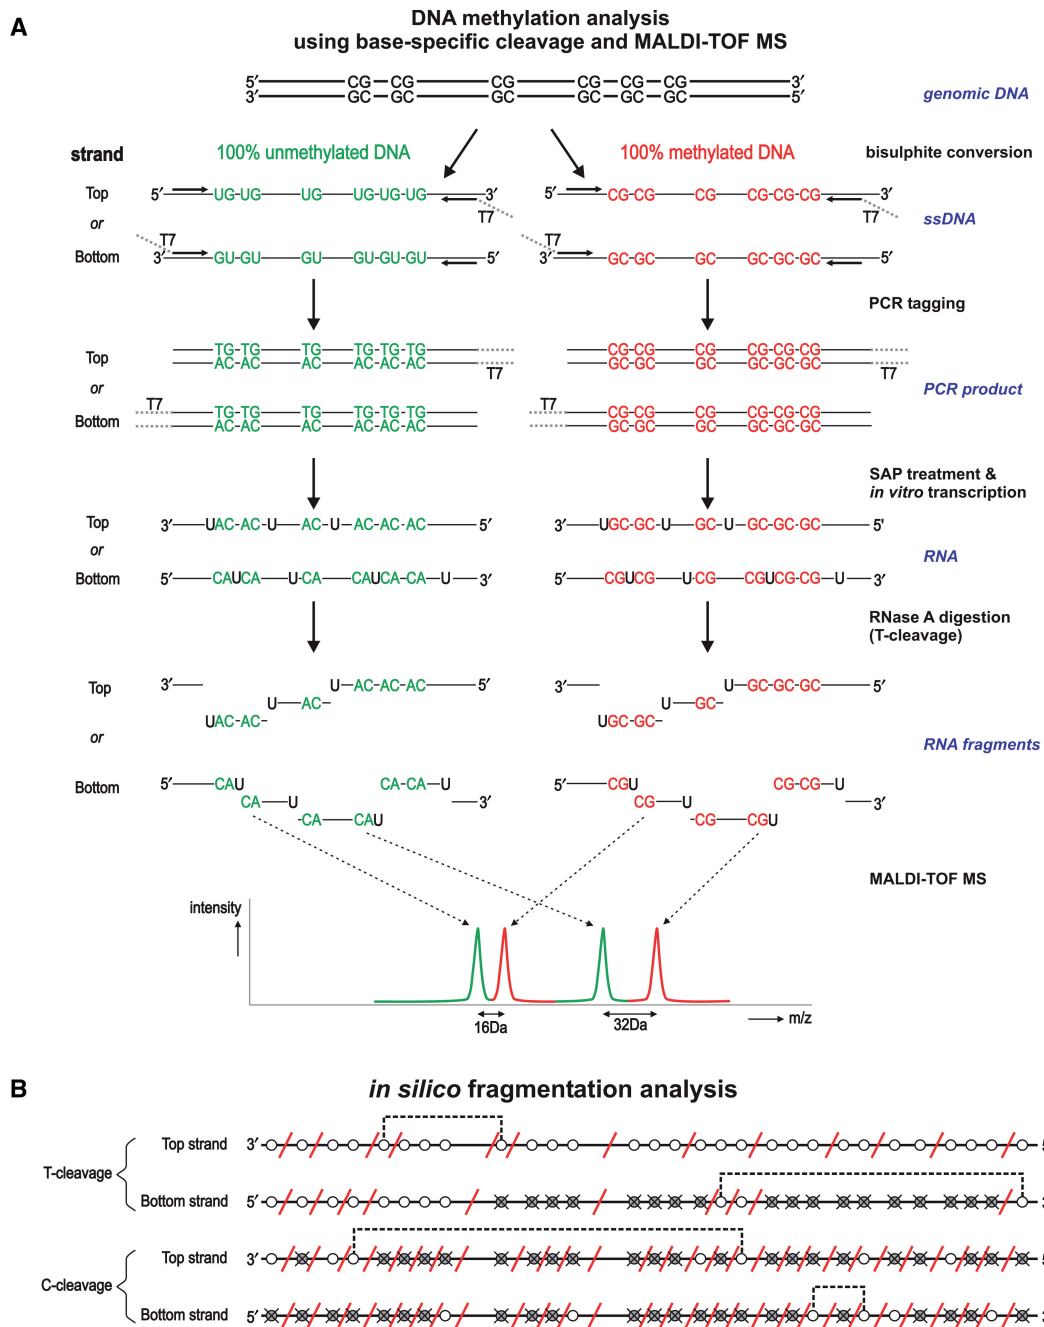 A
DNA methylation analysis
using base-specific cleavage and MALDI-TOF MS
5′ CG CG CG CG CG CG 3′
3′ GC GC GC GC GC GC 5′
genomic DNA
strand 100% unmethylated DNA 100% methylated DNA bisulphite conversion
Top 5′ UG-UG UG UG-UG-UG 3′ 5′ CG-CG CG CG-CG-CG 3′
T7 T7
or ssDNA
T7 T7
Bottom 3′ GU-GU GU GU-GU-GU 5′ 3′ GC-GC GC GC-GC-GC 5′
PCR tagging
Top TG-TG TG TG-TG-TG CG-CG CG CG-CG-CG
AC-AC AC AC-AC-AC GC-GC GC GC-GC-GC
T7 T7
or PCR product
T7 T7
Bottom TG-TG TG TG-TG-TG CG-CG CG CG-CG-CG
AC-AC AC AC-AC-AC GC-GC GC GC-GC-GC
SAP treatment &
in vitro transcription
Top 3′ UAC-AC-U AC-U AC-AC-AC 5′ 3′ UGC-GC-U GC-U GC-GC-GC 5'
or RNA
Bottom 5′ CAUCA U-CA CAUCA-CA U 3′ 5′ CGUCG U-CG CGUCG-CG U 3′
RNase A digestion
(T-cleavage)
Top 3′ U AC-AC-AC 5′ 3′ U GC-GC-GC 5′
U AC U GC
UAC-AC UGC-GC
or RNA fragments
Bottom 5′ CAU CA-CA U 5′ CGU CG-CG U
CA U 3′ CG U 3′
CA CAU CG CGU
MALDI-TOF MS
intensity
16Da 32Da m/z
B
in silico fragmentation analysis
Top strand 3′
T-cleavage
Bottom strand 5′
Top strand 3′
C-cleavage
Bottom strand 5′